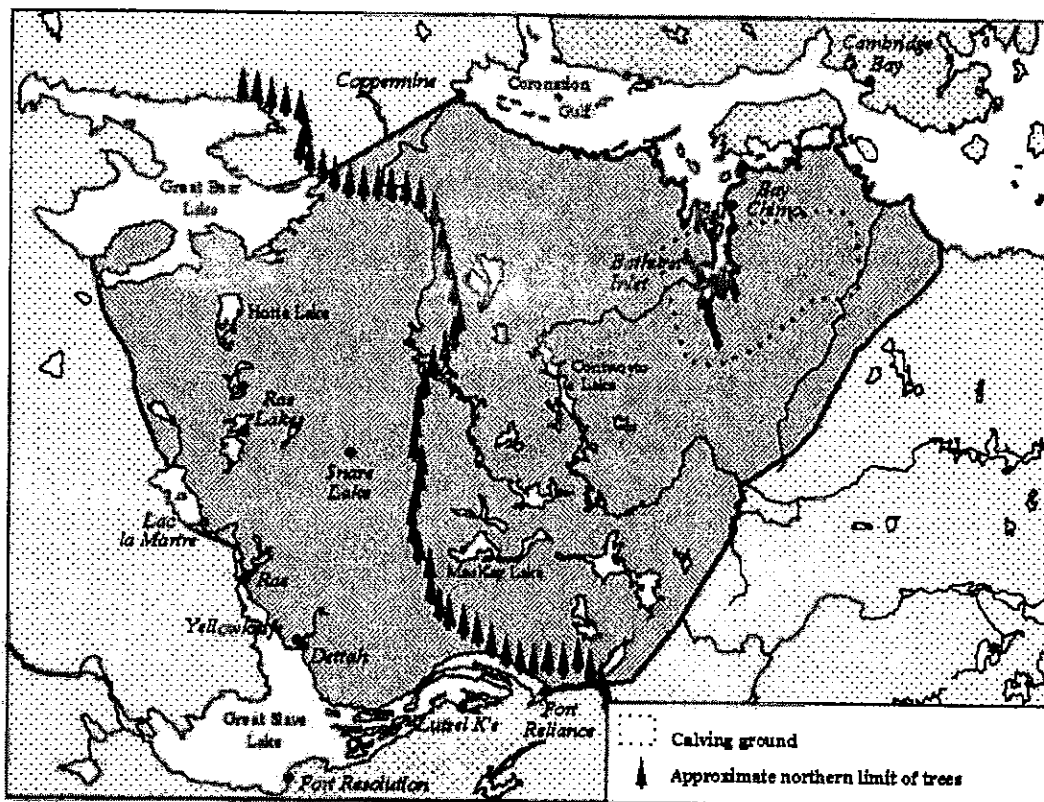 Cambridge
Bay
Coppermine
Coronation
Gulf
Great Bear
Lake
Bay
Chimo
Bathurst
Inlet
Hottah Lake
Contwoyto
Lake
Rae
Lakes
Snare
Lake
Lac
la Martre
MacKay Lake
Rae
Yellowknife
Dettah
Great Slave
Lake
Lutsel K'e
Fort
Reliance
Fort Resolution
Calving ground
Approximate northern limit of trees